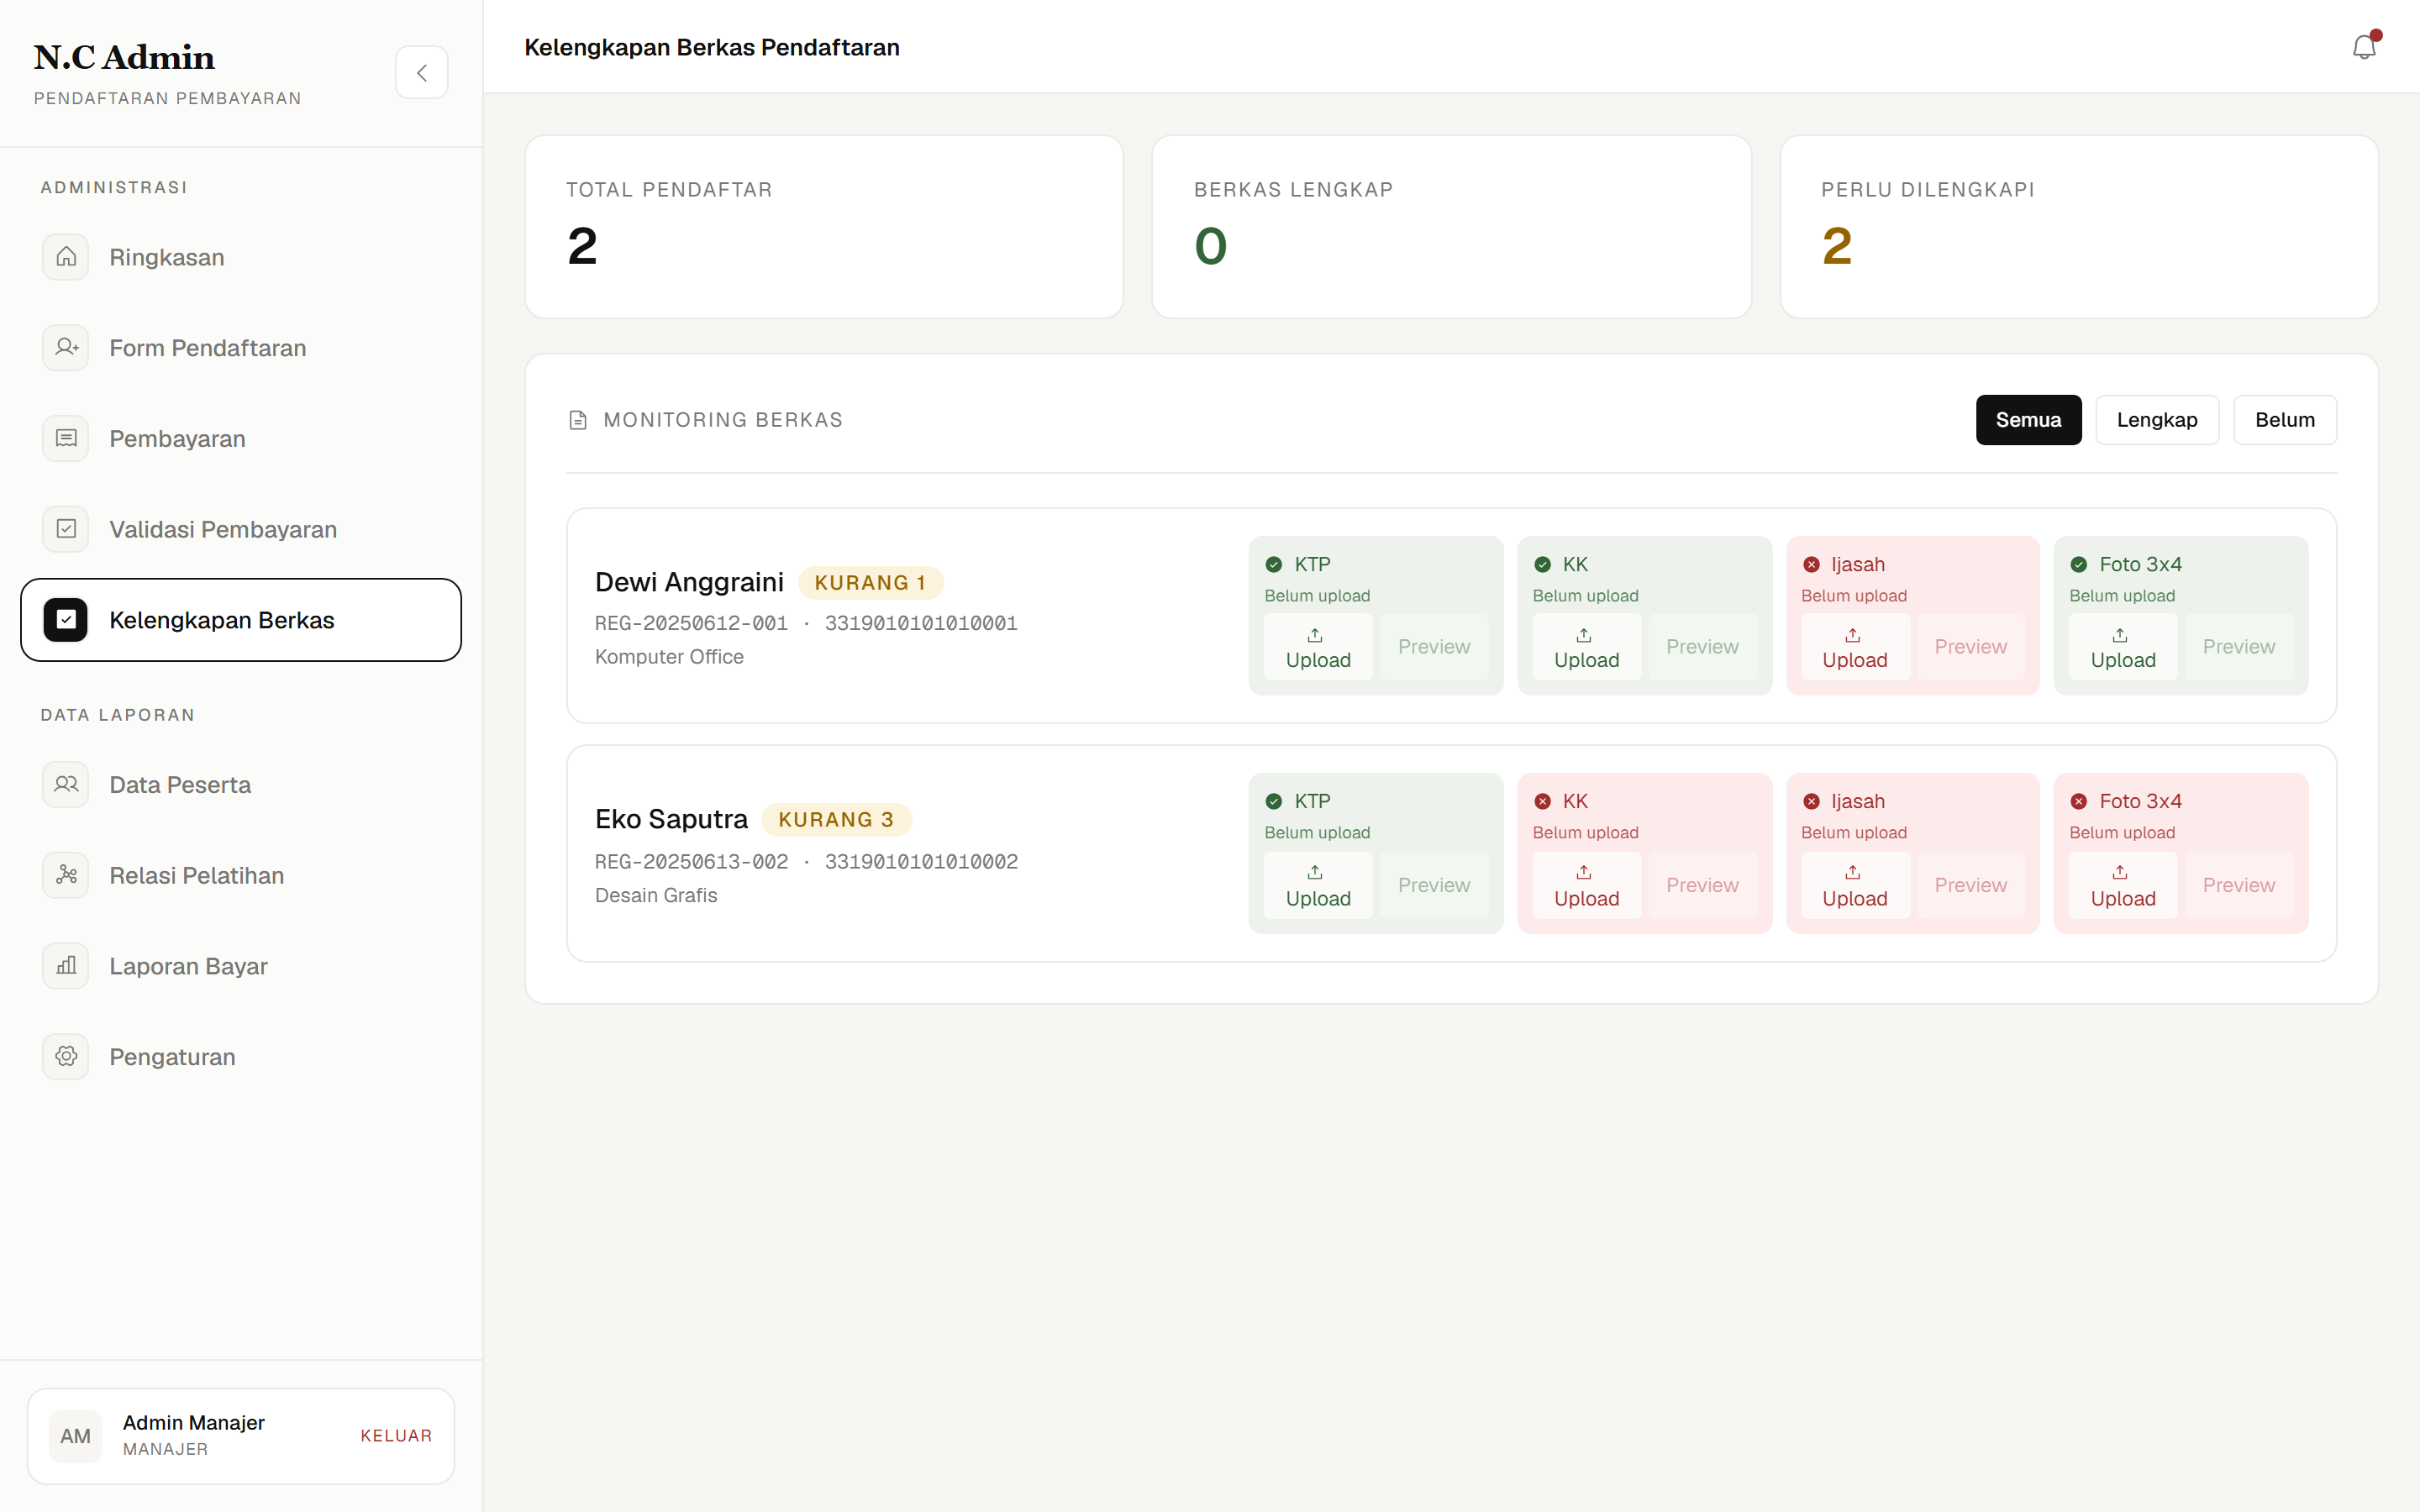 N.C Admin
PENDAFTARAN PEMBAYARAN
ADMINISTRASI
Ringkasan
Form Pendaftaran
Pembayaran
Validasi Pembayaran
Kelengkapan Berkas
DATA LAPORAN
Data Peserta
Relasi Pelatihan
Laporan Bayar
Pengaturan
AM
Admin Manajer
MANAJER
KELUAR
Kelengkapan Berkas Pendaftaran
TOTAL PENDAFTAR
2
BERKAS LENGKAP
0
PERLU DILENGKAPI
2
MONITORING BERKAS
Semua
Lengkap
Belum
Dewi Anggraini KURANG 1
REG-20250612-001 · 3319010101010001
Komputer Office
KTP
Belum upload
Upload
Preview
KK
Belum upload
Upload
Preview
Ijasah
Belum upload
Upload
Preview
Foto 3x4
Belum upload
Upload
Preview
Eko Saputra KURANG 3
REG-20250613-002 · 3319010101010002
Desain Grafis
KTP
Belum upload
Upload
Preview
KK
Belum upload
Upload
Preview
Ijasah
Belum upload
Upload
Preview
Foto 3x4
Belum upload
Upload
Preview